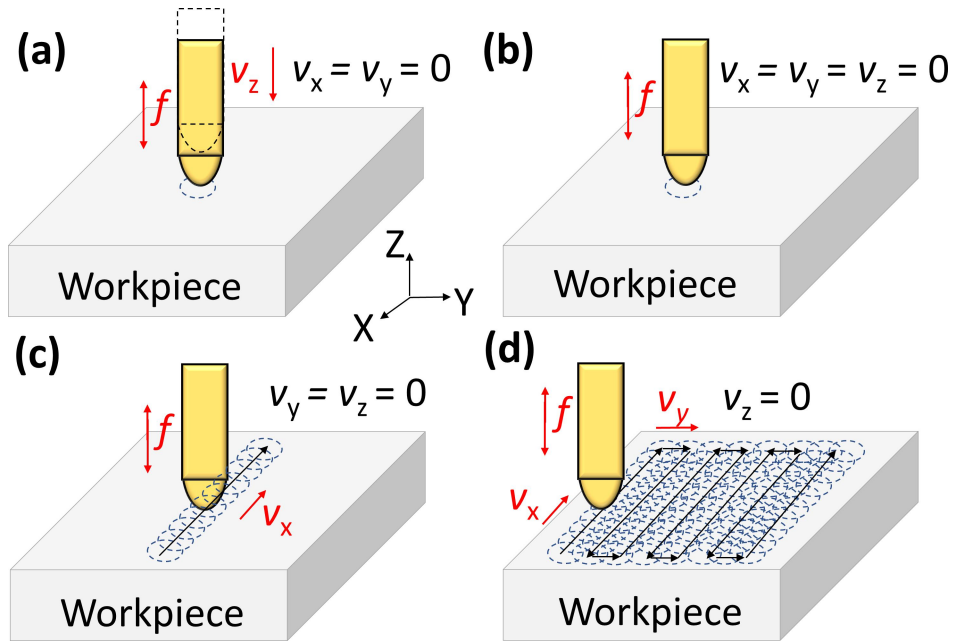 (a)
f
vz
vx = vy = 0
Workpiece
(b)
f
vx = vy = vz = 0
Workpiece
Z
Y
X
(c)
f
vy = vz = 0
vx
Workpiece
(d)
f
vy
vz = 0
vx
Workpiece